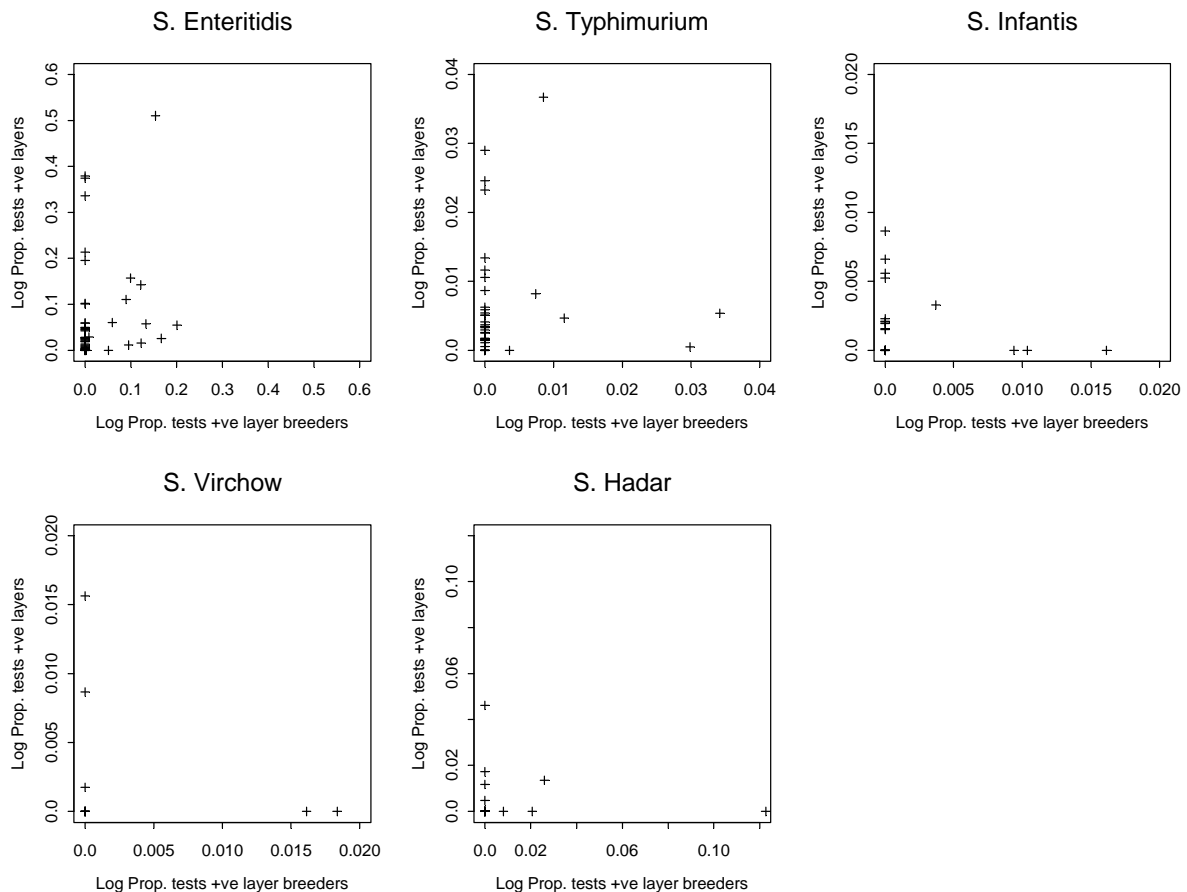 S. Enteritidis
Log Prop. tests +ve layers
0.0 0.1 0.2 0.3 0.4 0.5 0.6
0.0 0.1 0.2 0.3 0.4 0.5 0.6
Log Prop. tests +ve layer breeders
S. Typhimurium
Log Prop. tests +ve layers
0.0 0.01 0.02 0.03 0.04
0.0 0.01 0.02 0.03 0.04
Log Prop. tests +ve layer breeders
S. Infantis
Log Prop. tests +ve layers
0.0 0.005 0.010 0.015 0.020
0.0 0.005 0.010 0.015 0.020
Log Prop. tests +ve layer breeders
S. Virchow
Log Prop. tests +ve layers
0.0 0.005 0.010 0.015 0.020
0.0 0.005 0.010 0.015 0.020
Log Prop. tests +ve layer breeders
S. Hadar
Log Prop. tests +ve layers
0.0 0.02 0.06 0.10
0.0 0.02 0.06 0.10
Log Prop. tests +ve layer breeders